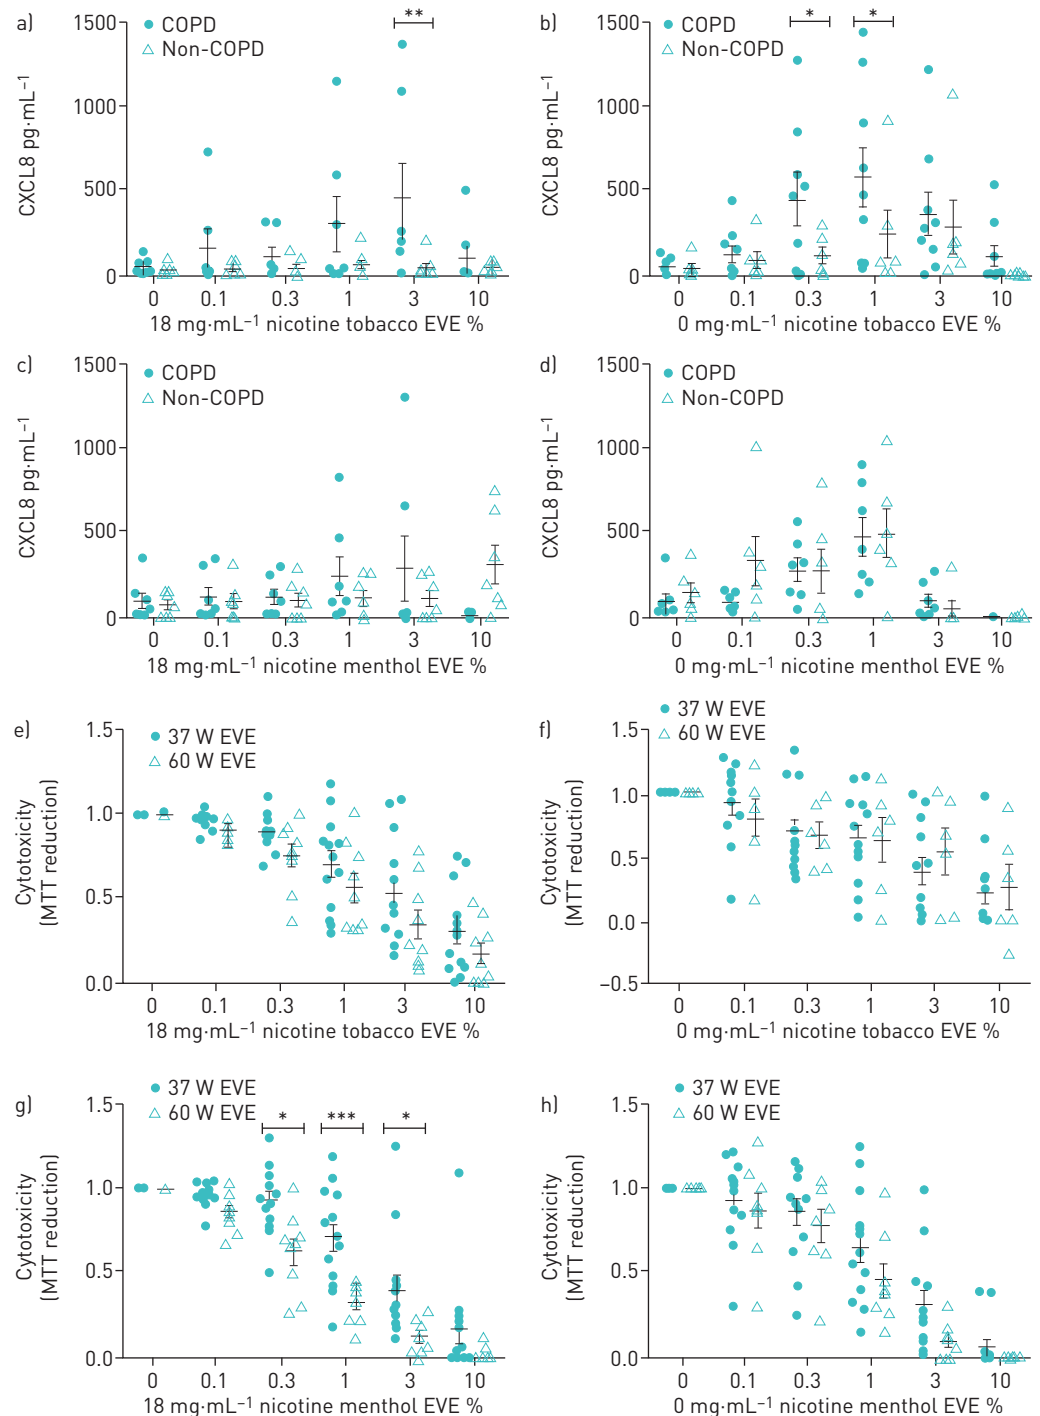 a)
COPD
Non-COPD
**
CXCL8 pg·mL⁻¹
1500
1000
500
0
0 0.1 0.3 1 3 10
18 mg·mL⁻¹ nicotine tobacco EVE %
b)
COPD
Non-COPD
* *
CXCL8 pg·mL⁻¹
1500
1000
500
0
0 0.1 0.3 1 3 10
0 mg·mL⁻¹ nicotine tobacco EVE %
c)
COPD
Non-COPD
CXCL8 pg·mL⁻¹
1500
1000
500
0
0 0.1 0.3 1 3 10
18 mg·mL⁻¹ nicotine menthol EVE %
d)
COPD
Non-COPD
CXCL8 pg·mL⁻¹
1500
1000
500
0
0 0.1 0.3 1 3 10
0 mg·mL⁻¹ nicotine menthol EVE %
e)
37 W EVE
60 W EVE
Cytotoxicity
(MTT reduction)
1.5
1.0
0.5
0.0
0 0.1 0.3 1 3 10
18 mg·mL⁻¹ nicotine tobacco EVE %
f)
37 W EVE
60 W EVE
Cytotoxicity
(MTT reduction)
1.5
1.0
0.5
0.0
−0.5
0 0.1 0.3 1 3 10
0 mg·mL⁻¹ nicotine tobacco EVE %
g)
37 W EVE
60 W EVE
* *** *
Cytotoxicity
(MTT reduction)
1.5
1.0
0.5
0.0
0 0.1 0.3 1 3 10
18 mg·mL⁻¹ nicotine menthol EVE %
h)
37 W EVE
60 W EVE
Cytotoxicity
(MTT reduction)
1.5
1.0
0.5
0.0
0 0.1 0.3 1 3 10
0 mg·mL⁻¹ nicotine menthol EVE %